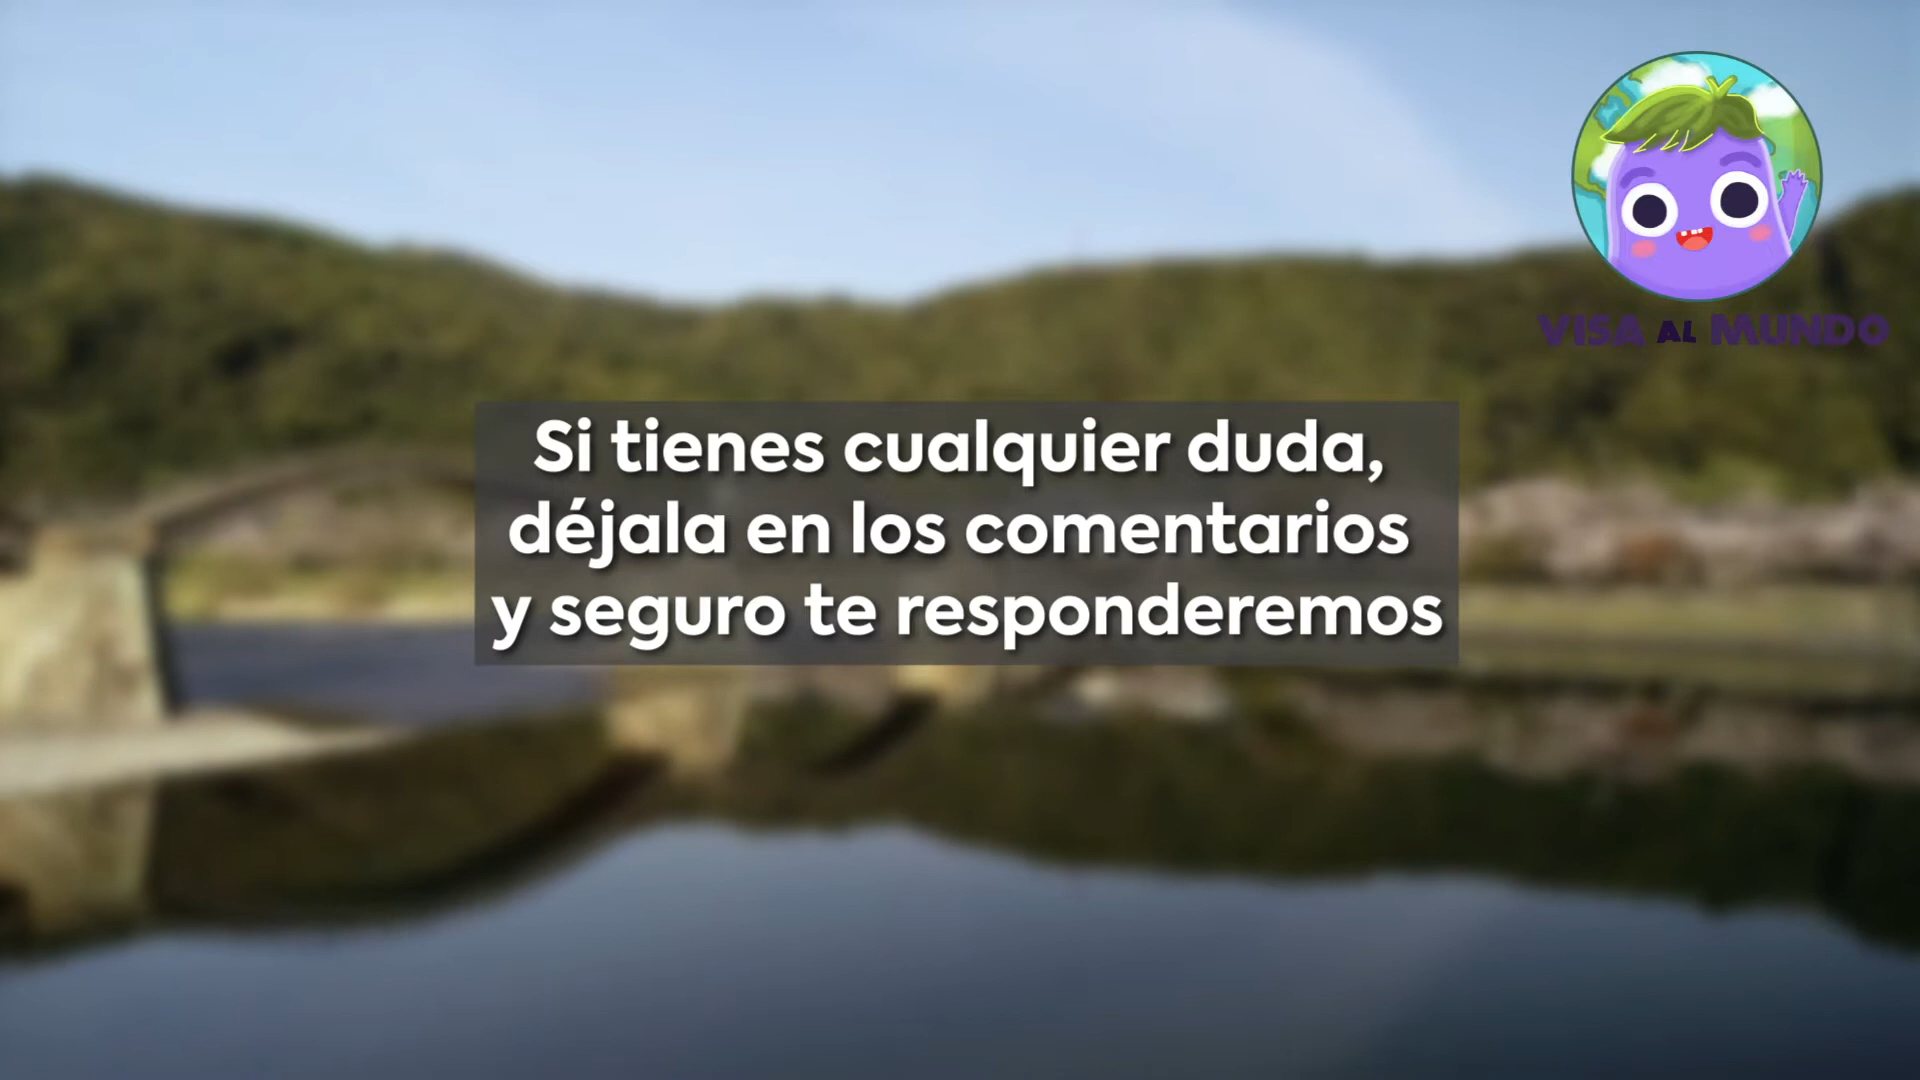 VISA AL MUNDO
Si tienes cualquier duda,
déjala en los comentarios
y seguro te responderemos